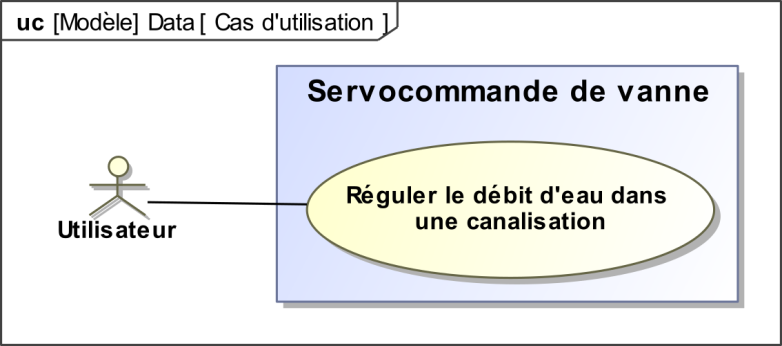 uc [Modèle] Data [ Cas d'utilisation ]
Servocommande de vanne
Réguler le débit d'eau dans
une canalisation
Utilisateur